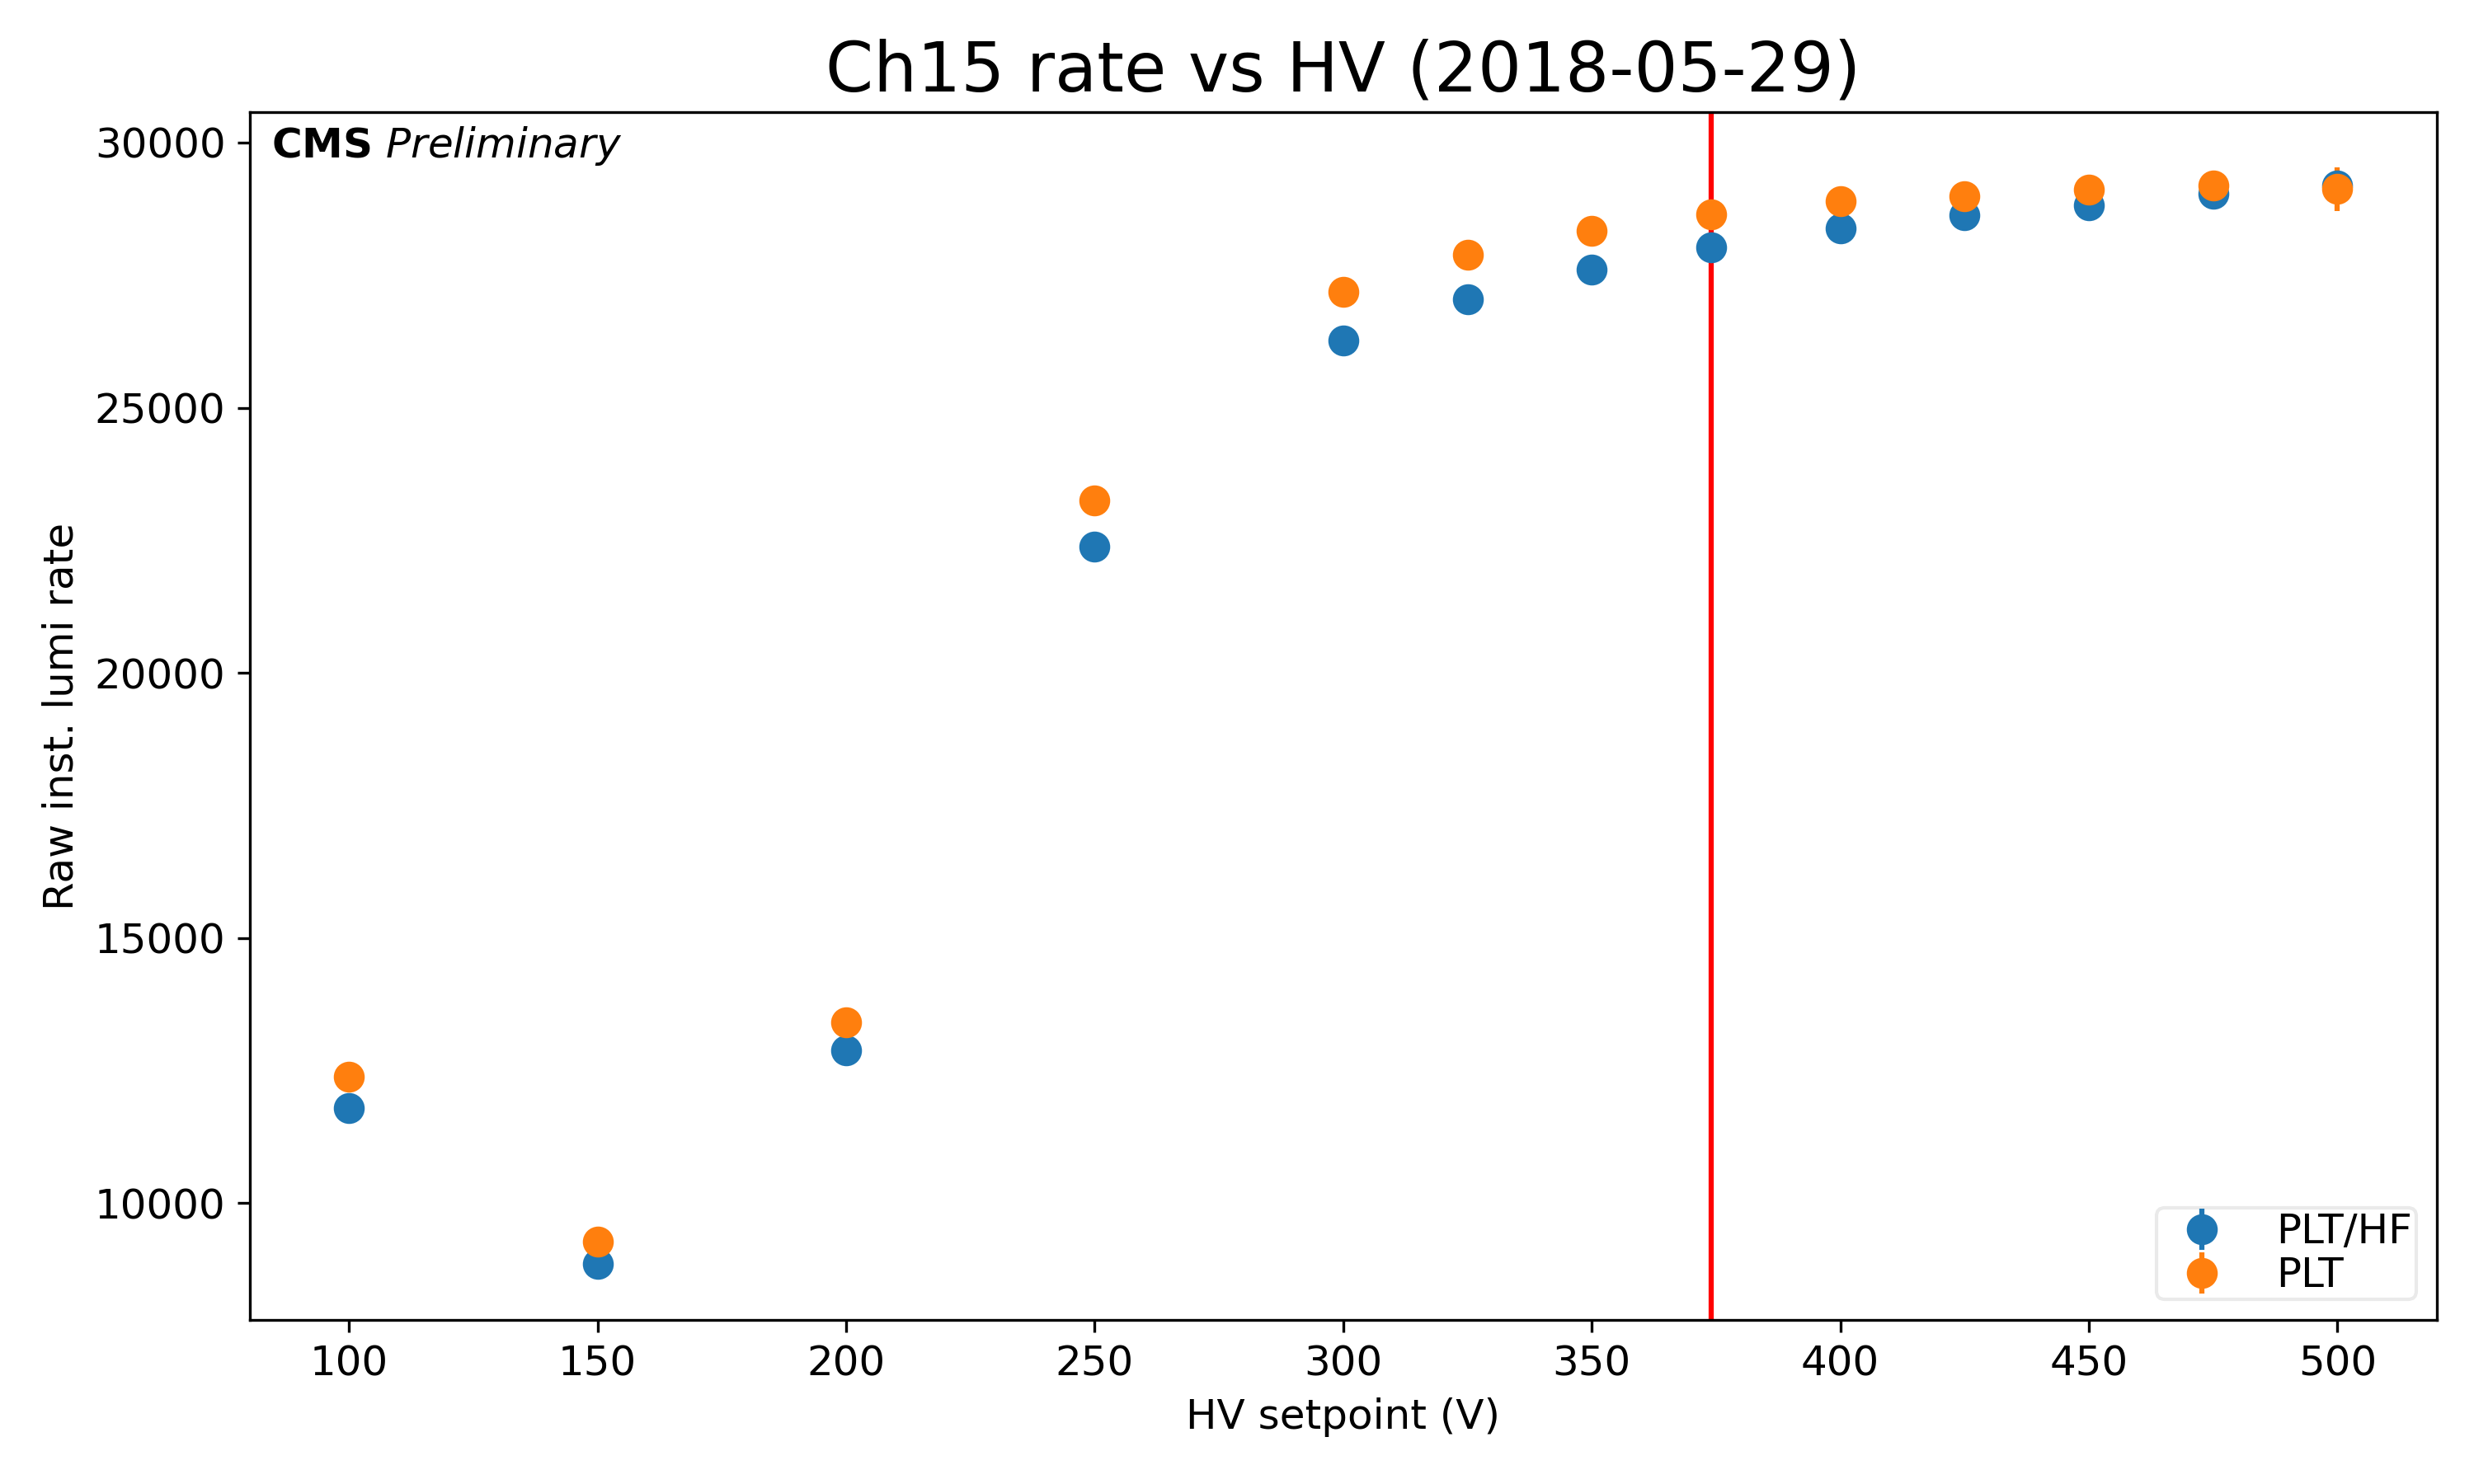 Ch15 rate vs HV (2018-05-29)
CMS Preliminary
30000
25000
20000
15000
10000
Raw inst. lumi rate
PLT/HF
PLT
100 150 200 250 300 350 400 450 500
HV setpoint (V)